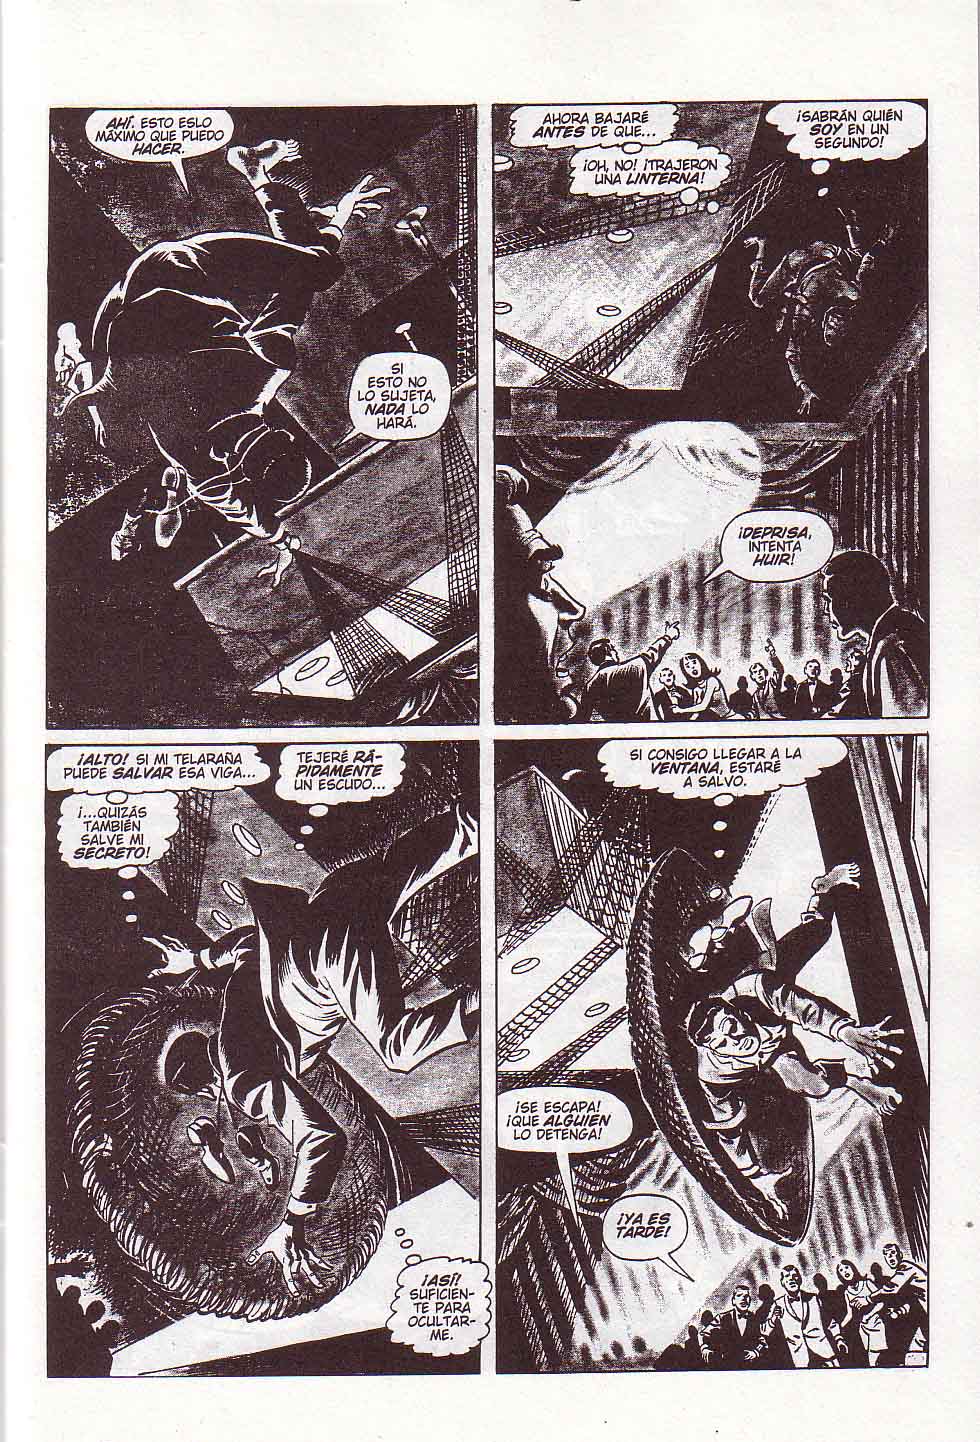 AHÍ. ESTO ESLO
MÁXIMO QUE PUEDO
HACER.
SI
ESTO NO
LO SUJETA,
NADA LO
HARÁ.
AHORA BAJARÉ
ANTES DE QUE...
¡OH, NO! ¡TRAJERON
UNA LINTERNA!
¡SABRÁN QUIÉN
SOY EN UN
SEGUNDO!
¡DEPRISA,
INTENTA
HUIR!
¡ALTO! SI MI TELARAÑA
PUEDE SALVAR ESA VIGA...
¡...QUIZÁS
TAMBIÉN
SALVE MI
SECRETO!
TEJERÉ RÁ-
PIDAMENTE
UN ESCUDO...
¡ASÍ!
SUFICIEN-
TE PARA
OCULTAR-
ME.
SI CONSIGO LLEGAR A LA
VENTANA, ESTARÉ
A SALVO.
¡SE ESCAPA!
¡QUE ALGUIEN
LO DETENGA!
¡YA ES
TARDE!